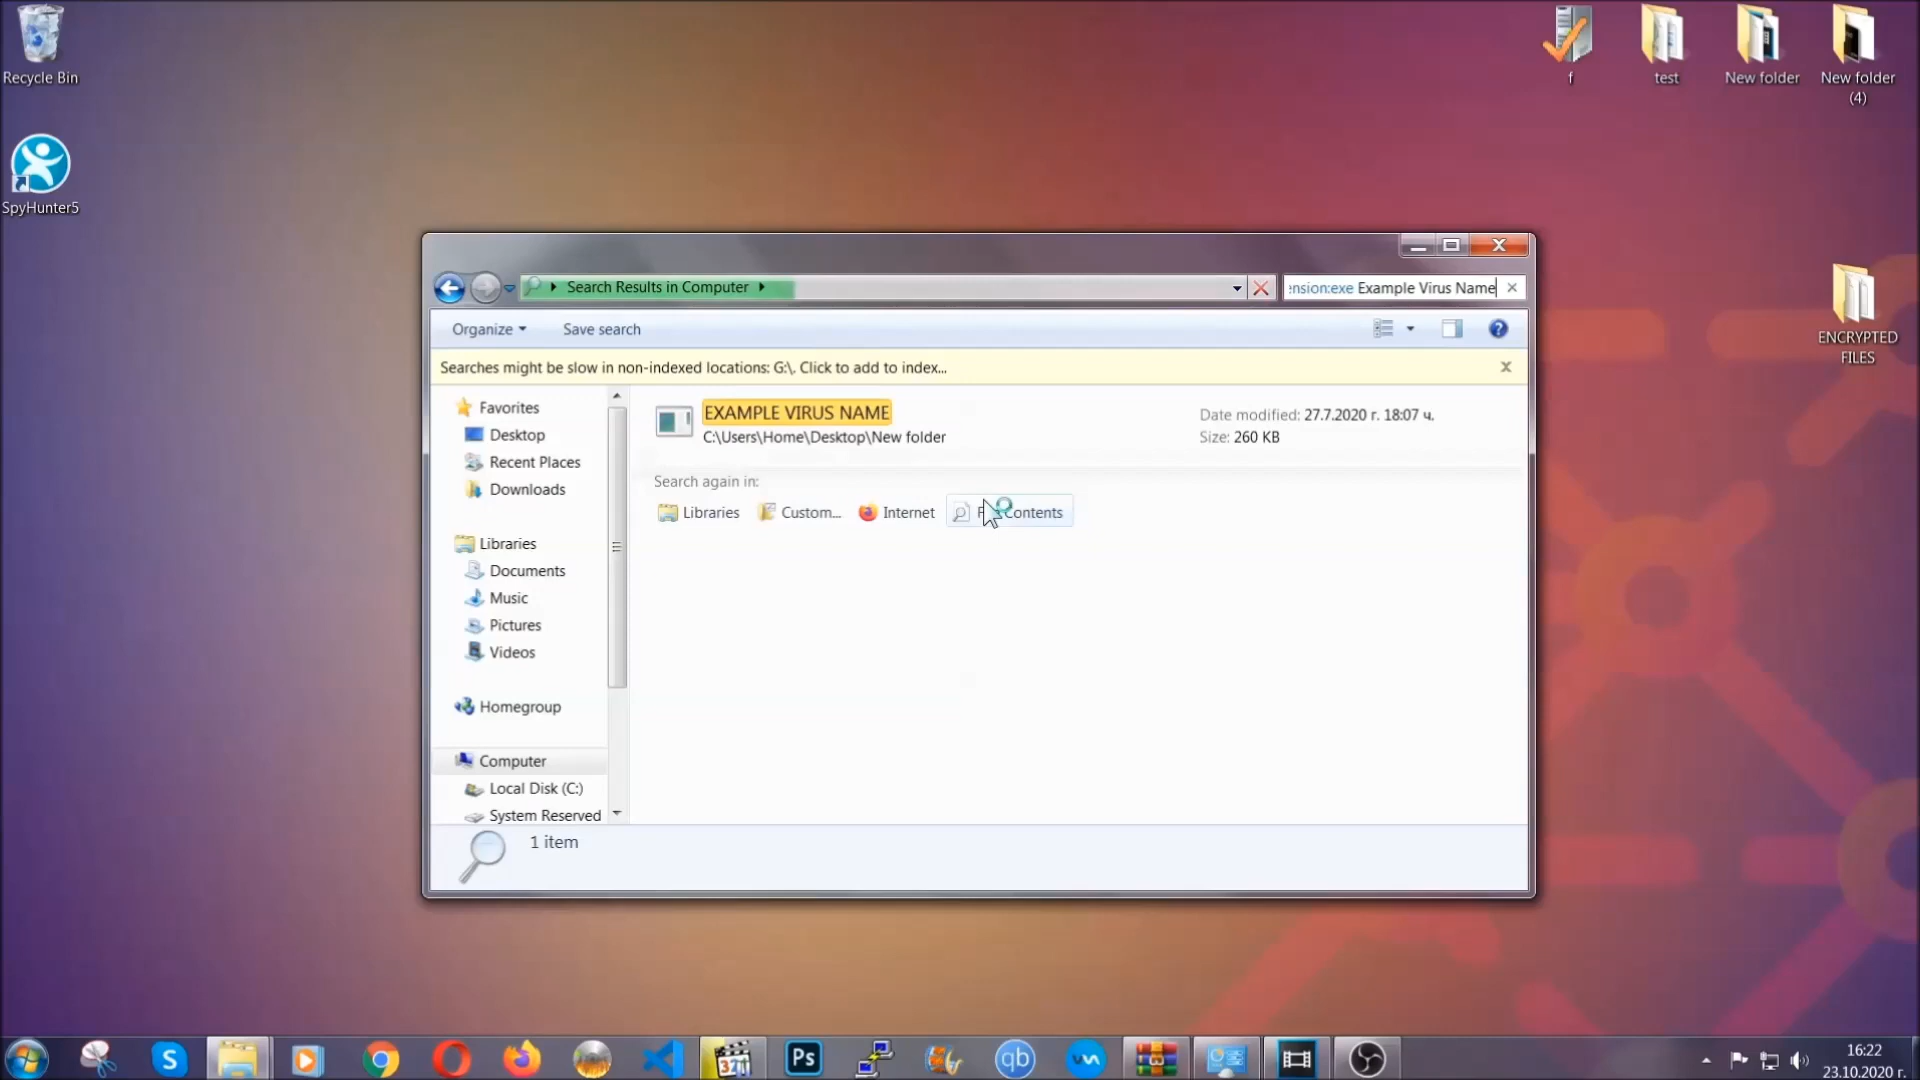 Recycle Bin
SpyHunter5
f
test
New folder
New folder
(4)
ENCRYPTED
FILES
Search Results in Computer
ension:exe Example Virus Name
Organize
Save search
Searches might be slow in non-indexed locations: G:\. Click to add to index...
Favorites
Desktop
Recent Places
Downloads
Libraries
Documents
Music
Pictures
Videos
Homegroup
Computer
Local Disk (C:)
System Reserved
EXAMPLE VIRUS NAME
C:\Users\Home\Desktop\New folder
Date modified: 27.7.2020 г. 18:07 ч.
Size: 260 KB
Search again in:
Libraries
Custom...
Internet
Contents
1 item
S
321
Ps
qb
16:22
23.10.2020 г.